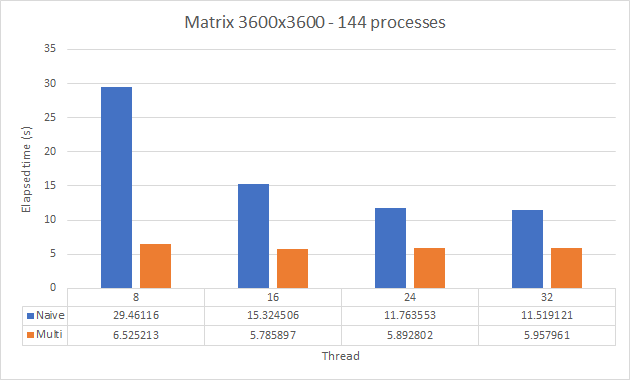 Matrix 3600x3600 - 144 processes
35
30
25
20
15
10
5
0
Elapsed time (s)
8 16 24 32
Naive 29.46116 15.324506 11.763553 11.519121
Multi 6.525213 5.785897 5.892802 5.957961
Thread